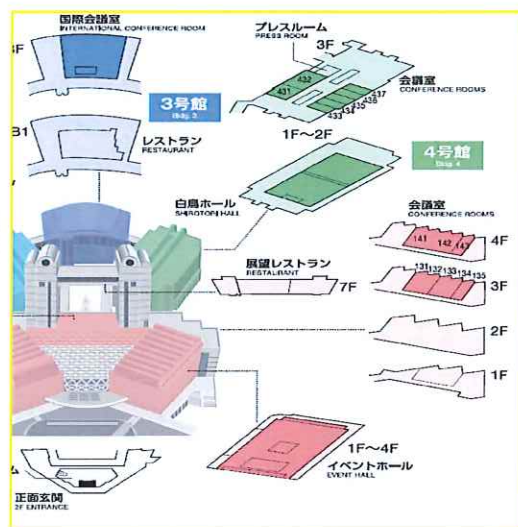 国際会議室
INTERNATIONAL CONFERENCE ROOM
プレスルーム
PRESS ROOM
3F
432
431
会議室
CONFERENCE ROOMS
437
436
435
434
433
3号館
Bldg. 3
B1
レストラン
RESTAURANT
1F～2F
4号館
Bldg. 4
白鳥ホール
SHIROTORI HALL
会議室
CONFERENCE ROOMS
141
142
143
4F
展望レストラン
RESTAURANT
7F
131
132
133
134
135
3F
2F
1F
1F～4F
イベントホール
EVENT HALL
正面玄関
2F ENTRANCE